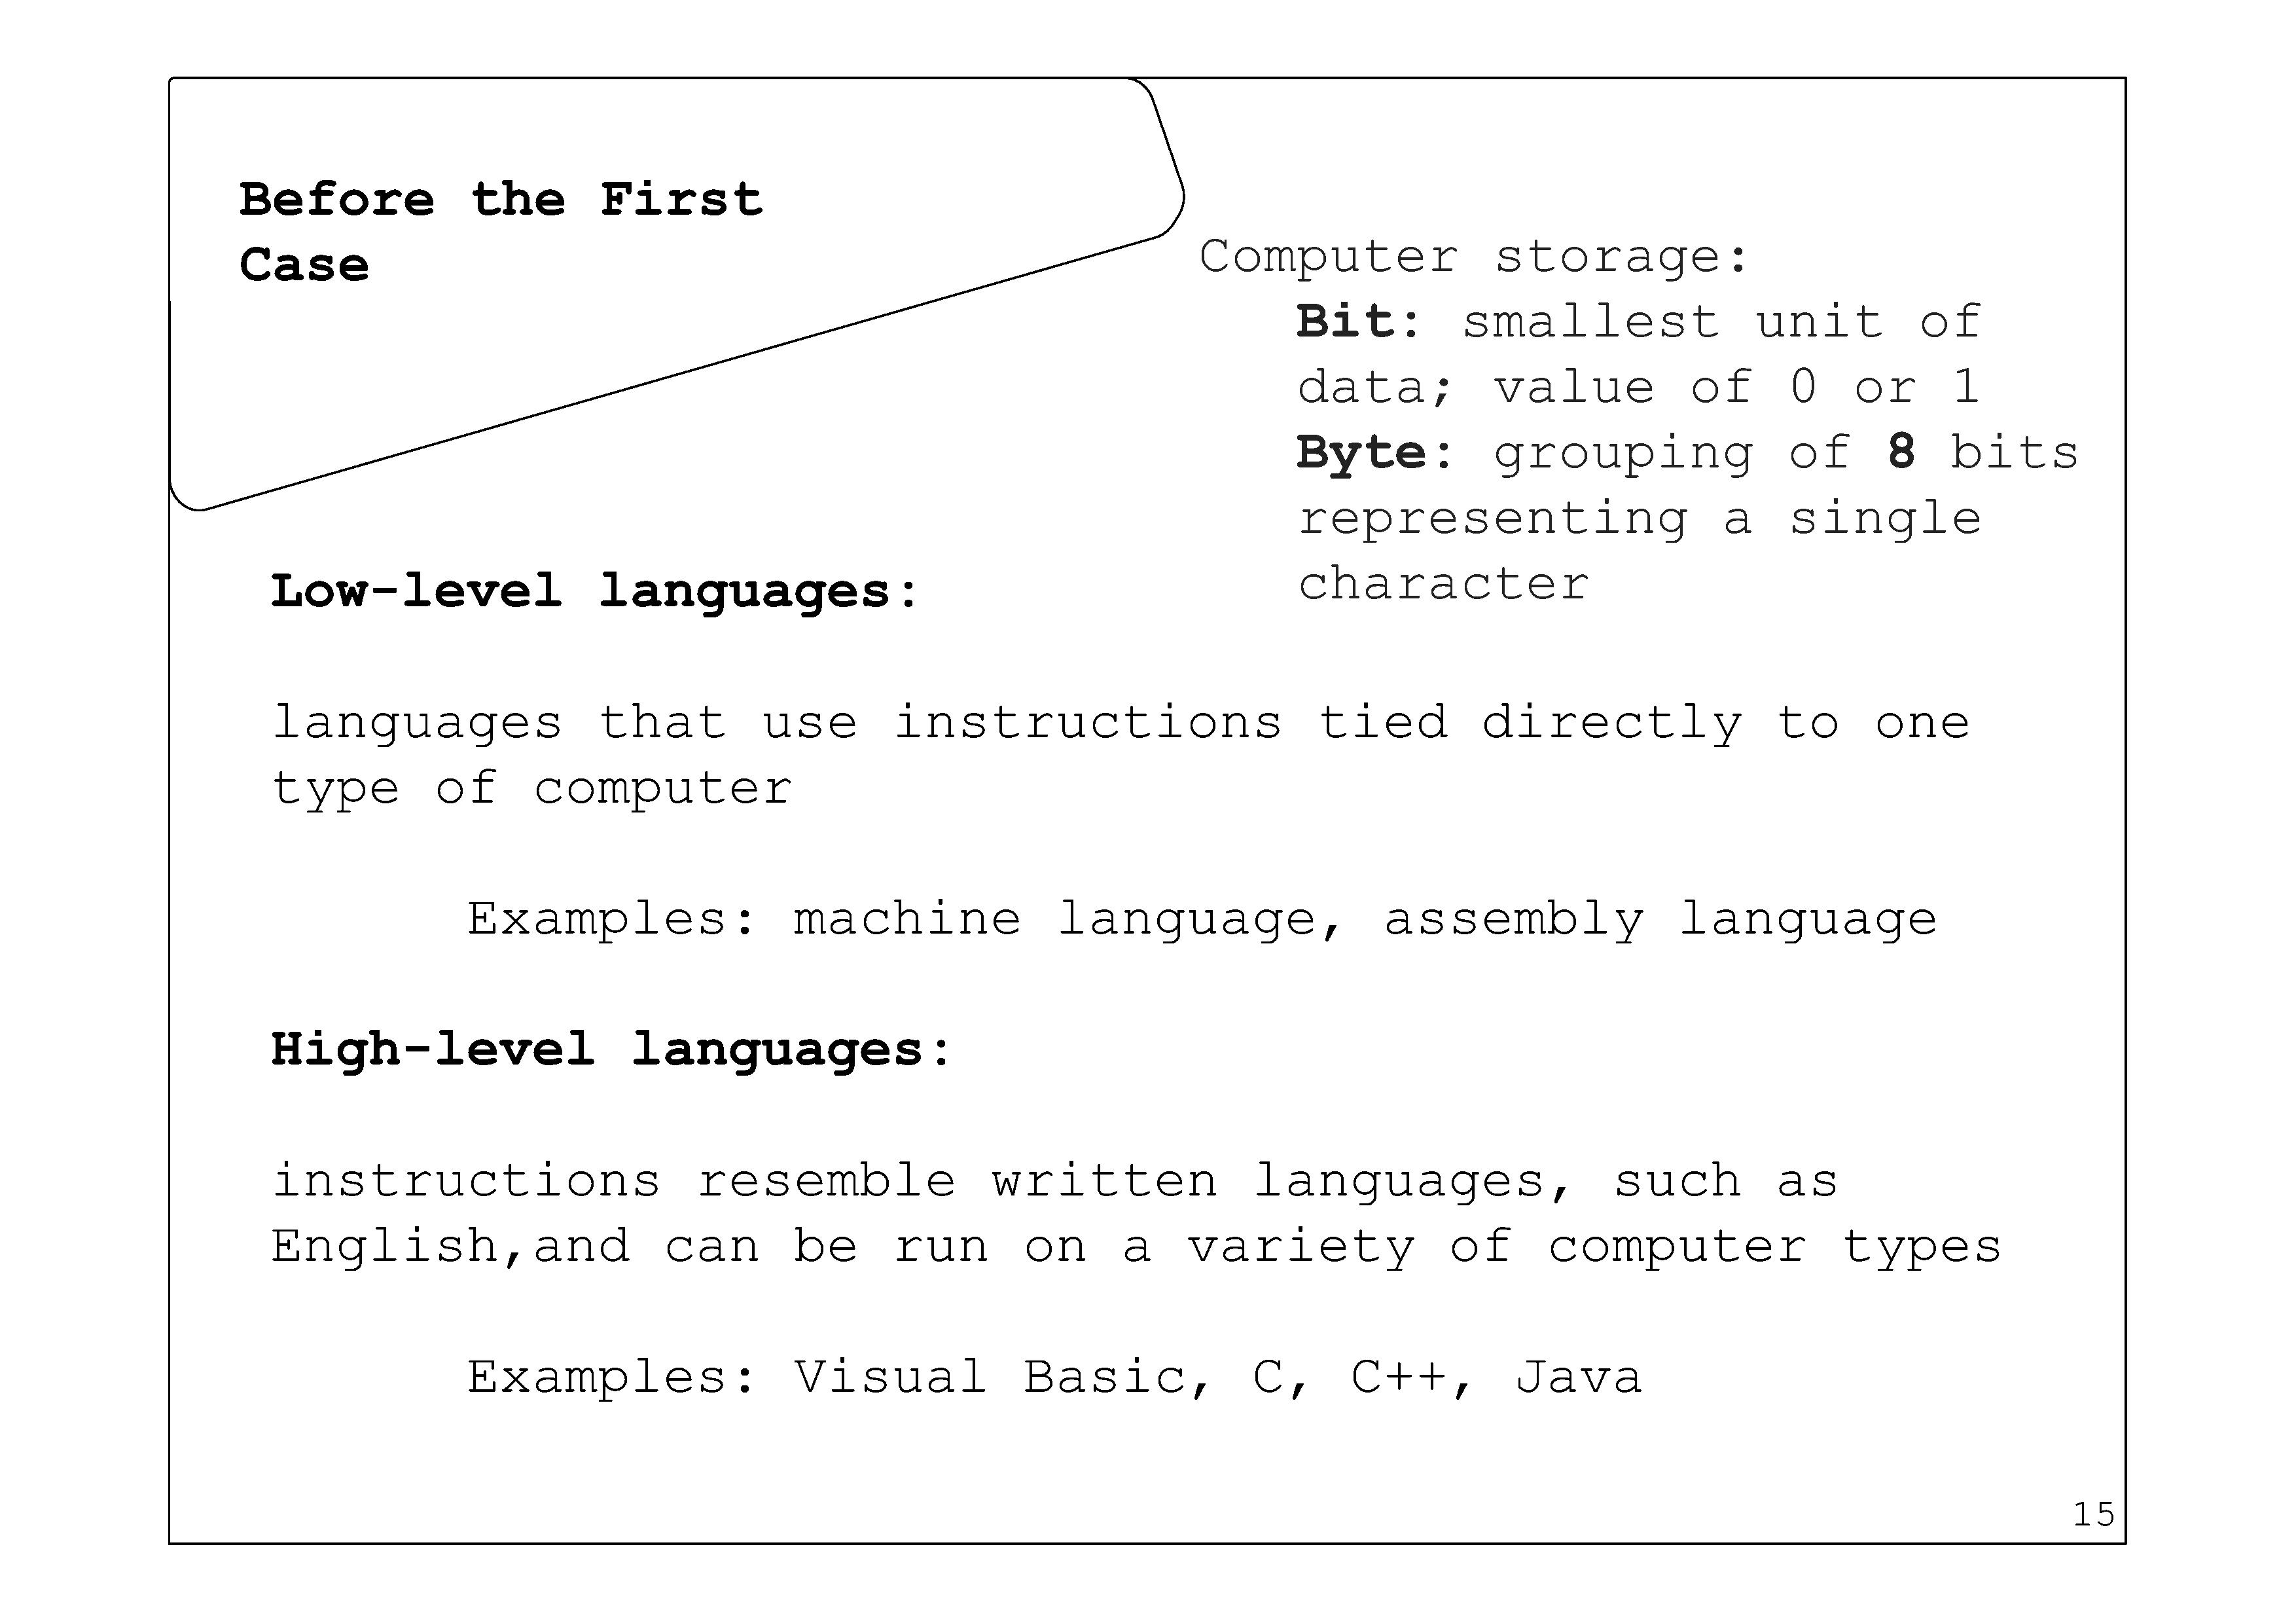 Before the First
Case
Computer storage:
Bit: smallest unit of
data; value of 0 or 1
Byte: grouping of 8 bits
representing a single
character
Low-level languages:
languages that use instructions tied directly to one
type of computer
Examples: machine language, assembly language
High-level languages:
instructions resemble written languages, such as
English,and can be run on a variety of computer types
Examples: Visual Basic, C, C++, Java
15